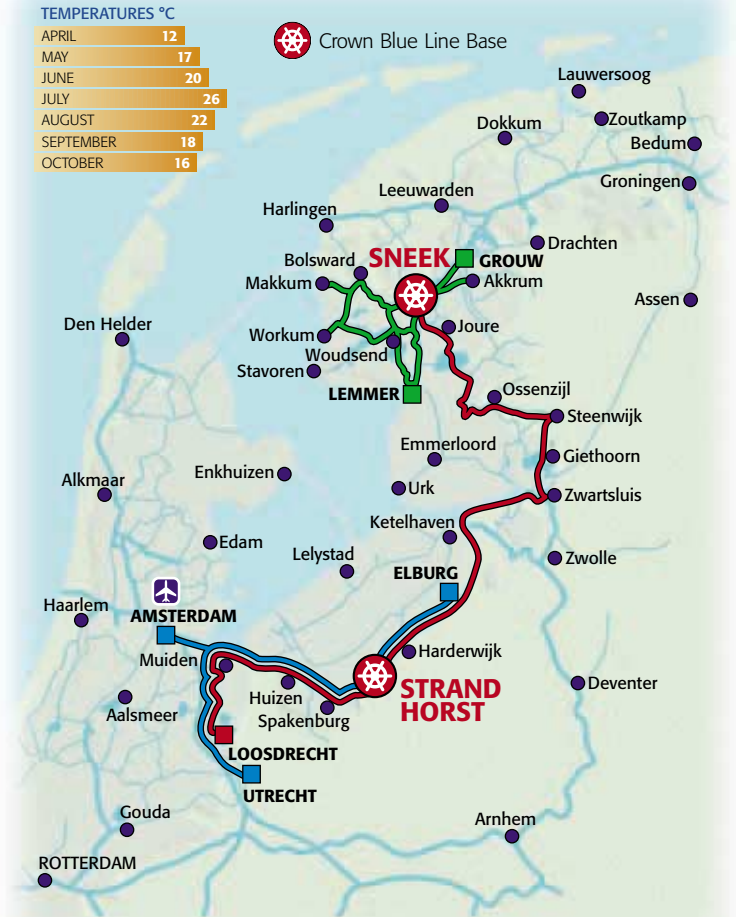 TEMPERATURES °C
APRIL 12
MAY 17
JUNE 20
JULY 26
AUGUST 22
SEPTEMBER 18
OCTOBER 16
Crown Blue Line Base
Lauwersoog
Zoutkamp
Dokkum
Bedum
Groningen
Leeuwarden
Harlingen
Drachten
SNEEK
GROUW
Bolsward
Makkum
Akkrum
Assen
Den Helder
Workum
Joure
Woudsend
Stavoren
LEMMER
Ossenzijl
Steenwijk
Emmerloord
Giethoorn
Enkhuizen
Alkmaar
Urk
Zwartsluis
Ketelhaven
Edam
Lelystad
Zwolle
ELBURG
Haarlem
AMSTERDAM
Muiden
Harderwijk
STRAND
HORST
Deventer
Huizen
Aalsmeer
Spakenburg
LOOSDRECHT
UTRECHT
Gouda
Arnhem
ROTTERDAM